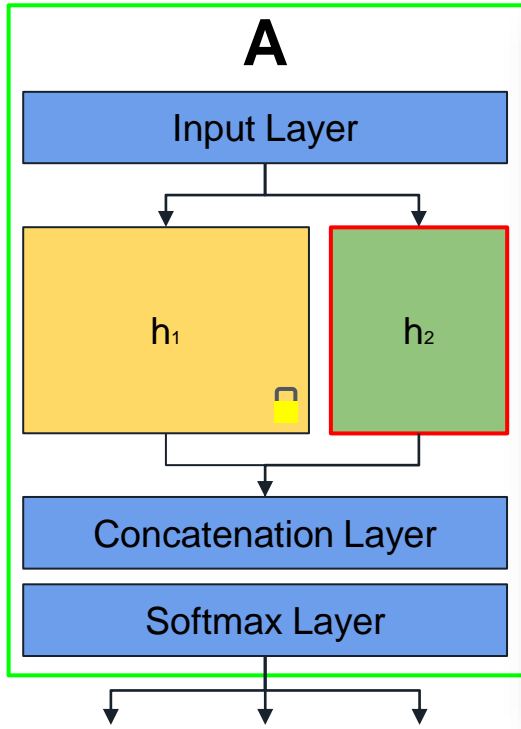 A
Input Layer
h₁ h₂
Concatenation Layer
Softmax Layer